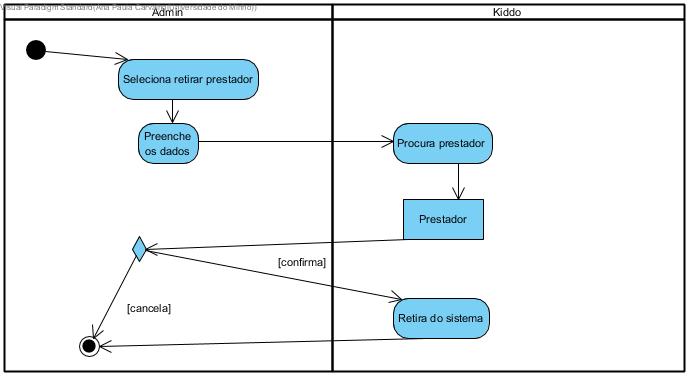 Visual Paradigm Standard(Ana Paula Carvalho(Universidade do Minho))
Admin
Kiddo
Seleciona retirar prestador
Preenche
os dados
Procura prestador
Prestador
[confirma]
[cancela]
Retira do sistema